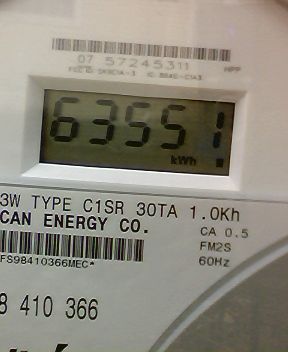 07 57245311
HPP
63551
kWh
3W TYPE C1SR 30TA 1.0Kh
CAN ENERGY CO.
CA 0.5
FM2S
60Hz
FS98410366MEC*
8 410 366